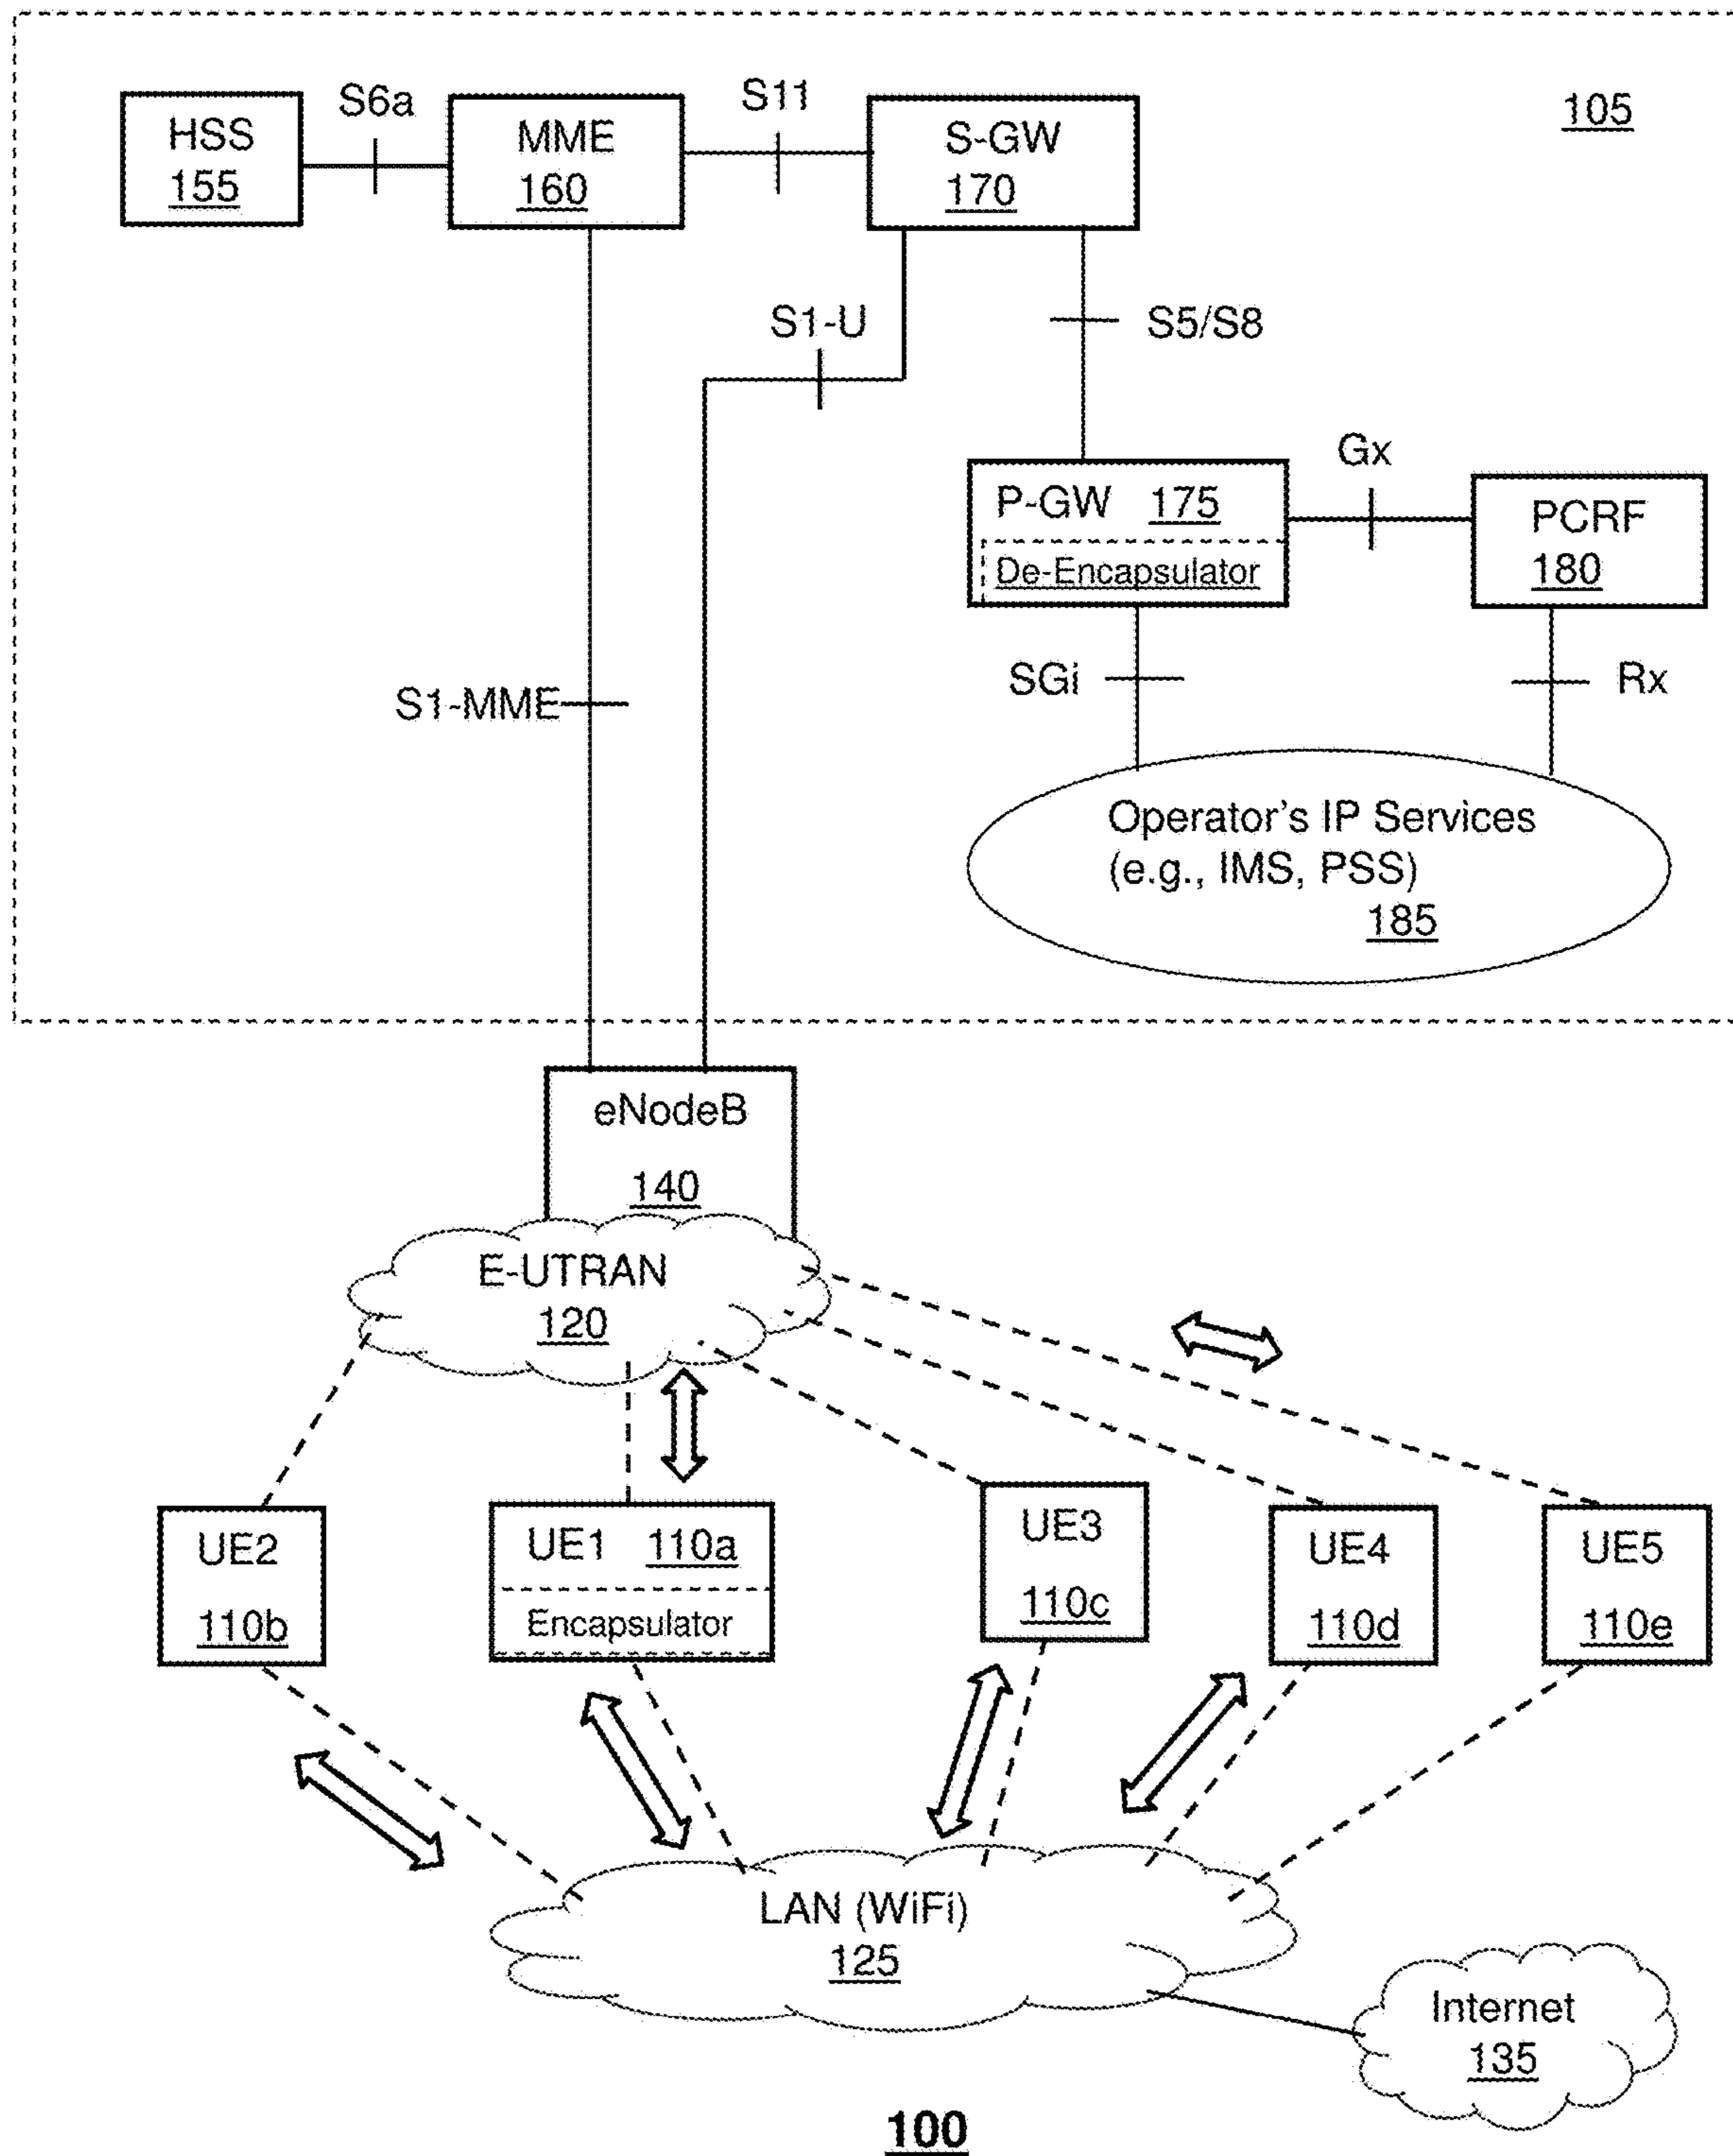 105
HSS
155
S6a
MME
160
S11
S-GW
170
S1-U
S5/S8
P-GW 175
De-Encapsulator
Gx
PCRF
180
S1-MME
SGi
Rx
Operator's IP Services
(e.g., IMS, PSS)
185
eNodeB
140
E-UTRAN
120
UE2
110b
UE1 110a
Encapsulator
UE3
110c
UE4
110d
UE5
110e
LAN (WiFi)
125
Internet
135
100